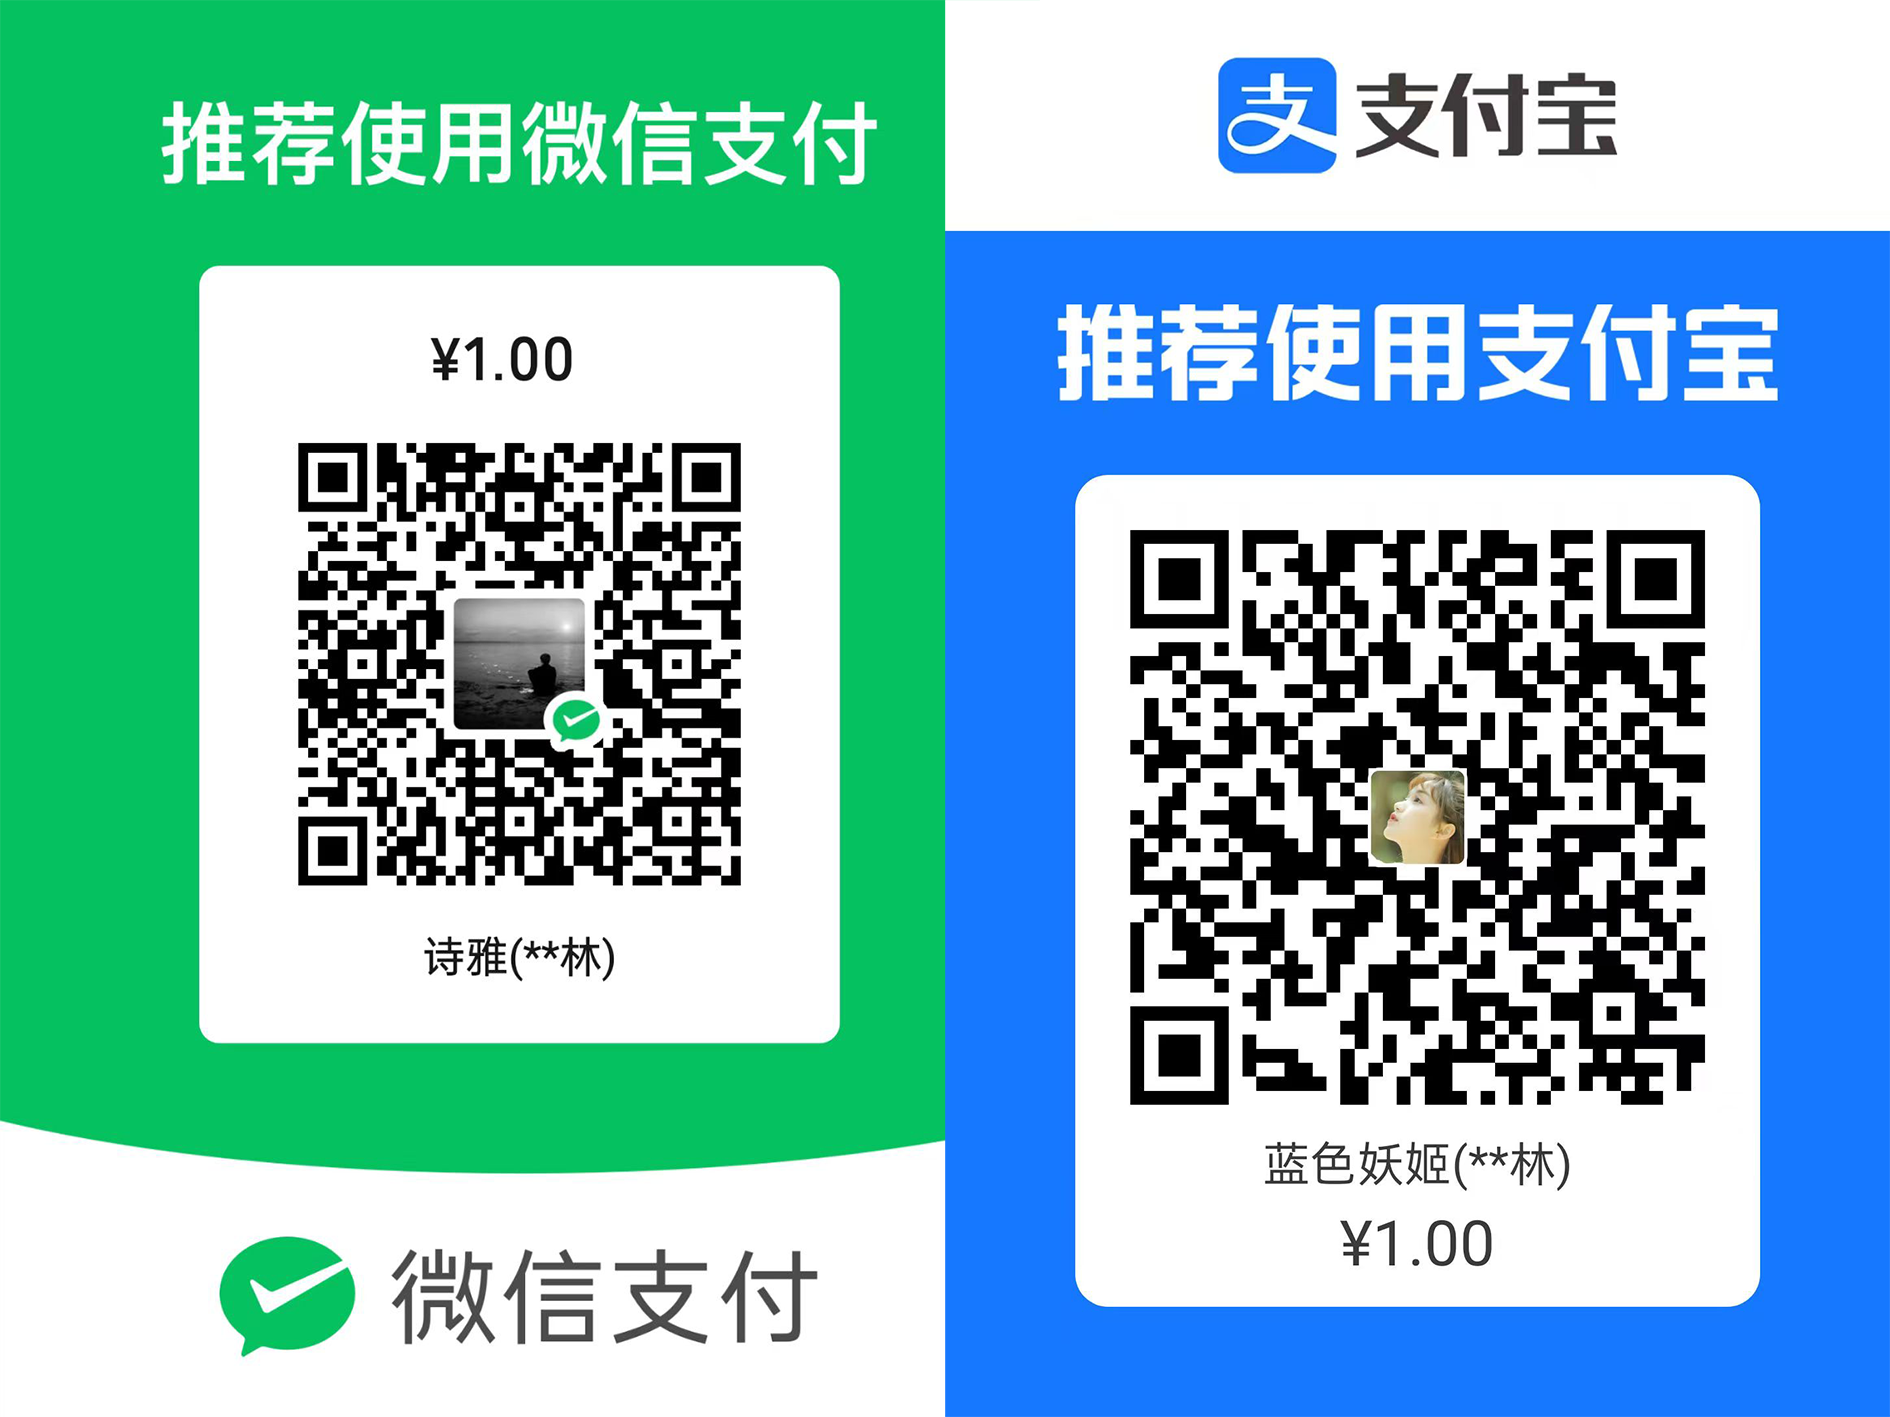 推荐使用微信支付
¥1.00
诗雅(**林)
微信支付
支 支付宝
推荐使用支付宝
蓝色妖姬(**林)
¥1.00